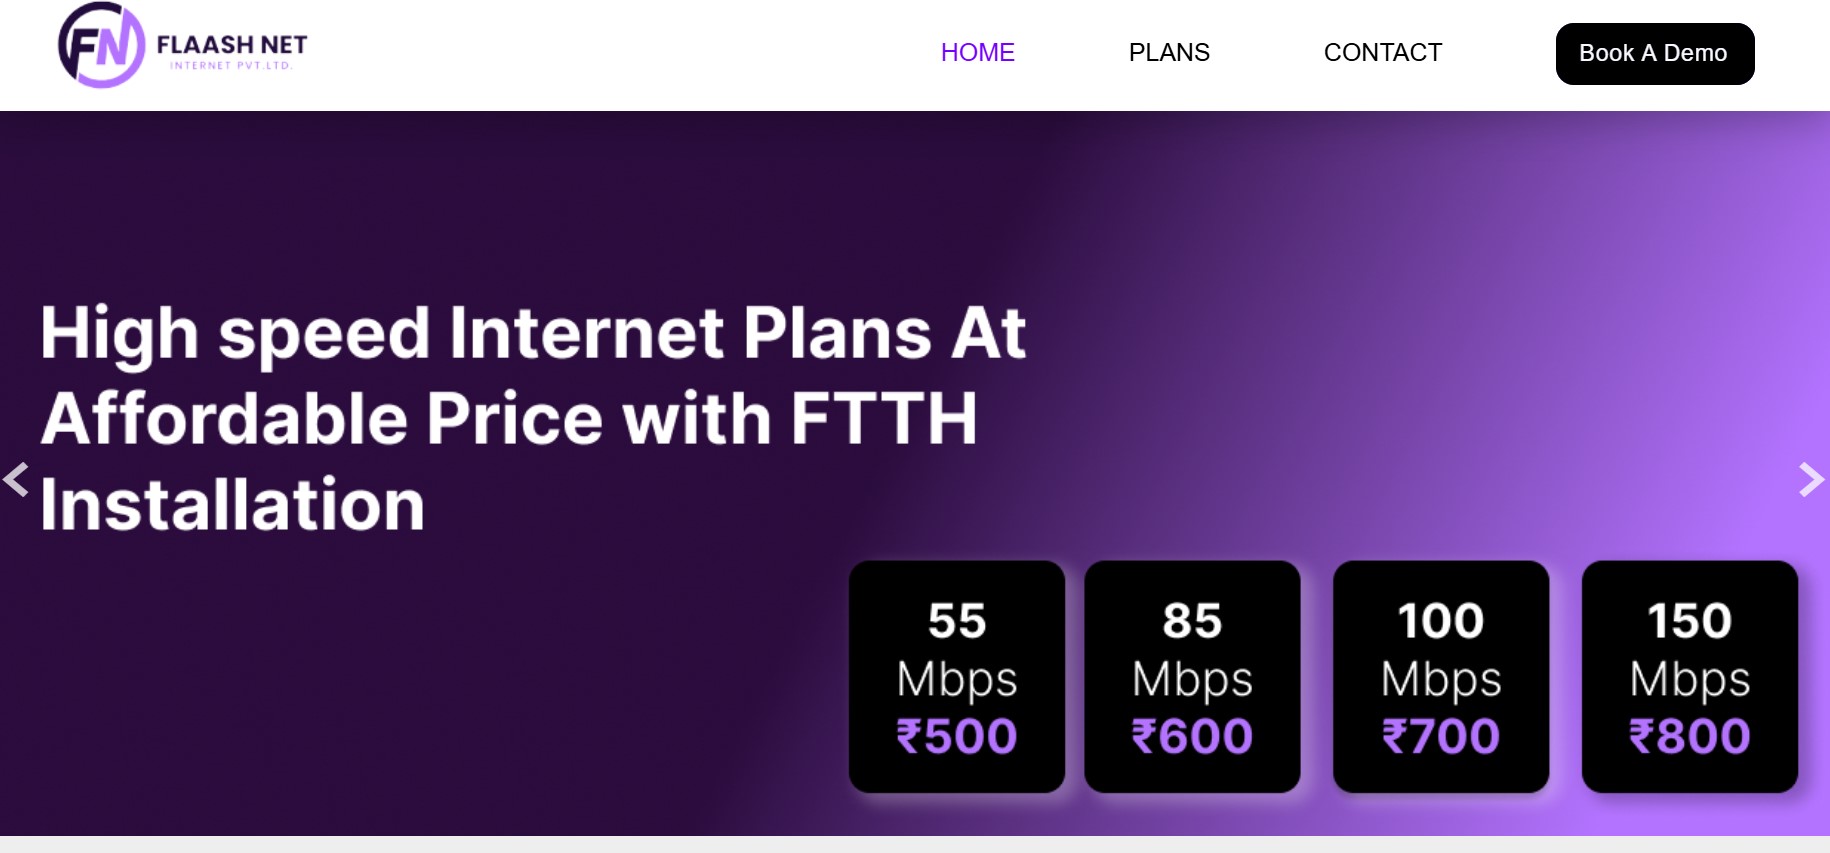 FN
FLAASH NET
INTERNET PVT.LTD.
HOME
PLANS
CONTACT
Book A Demo
High speed Internet Plans At
Affordable Price with FTTH
Installation
55
Mbps
₹500
85
Mbps
₹600
100
Mbps
₹700
150
Mbps
₹800